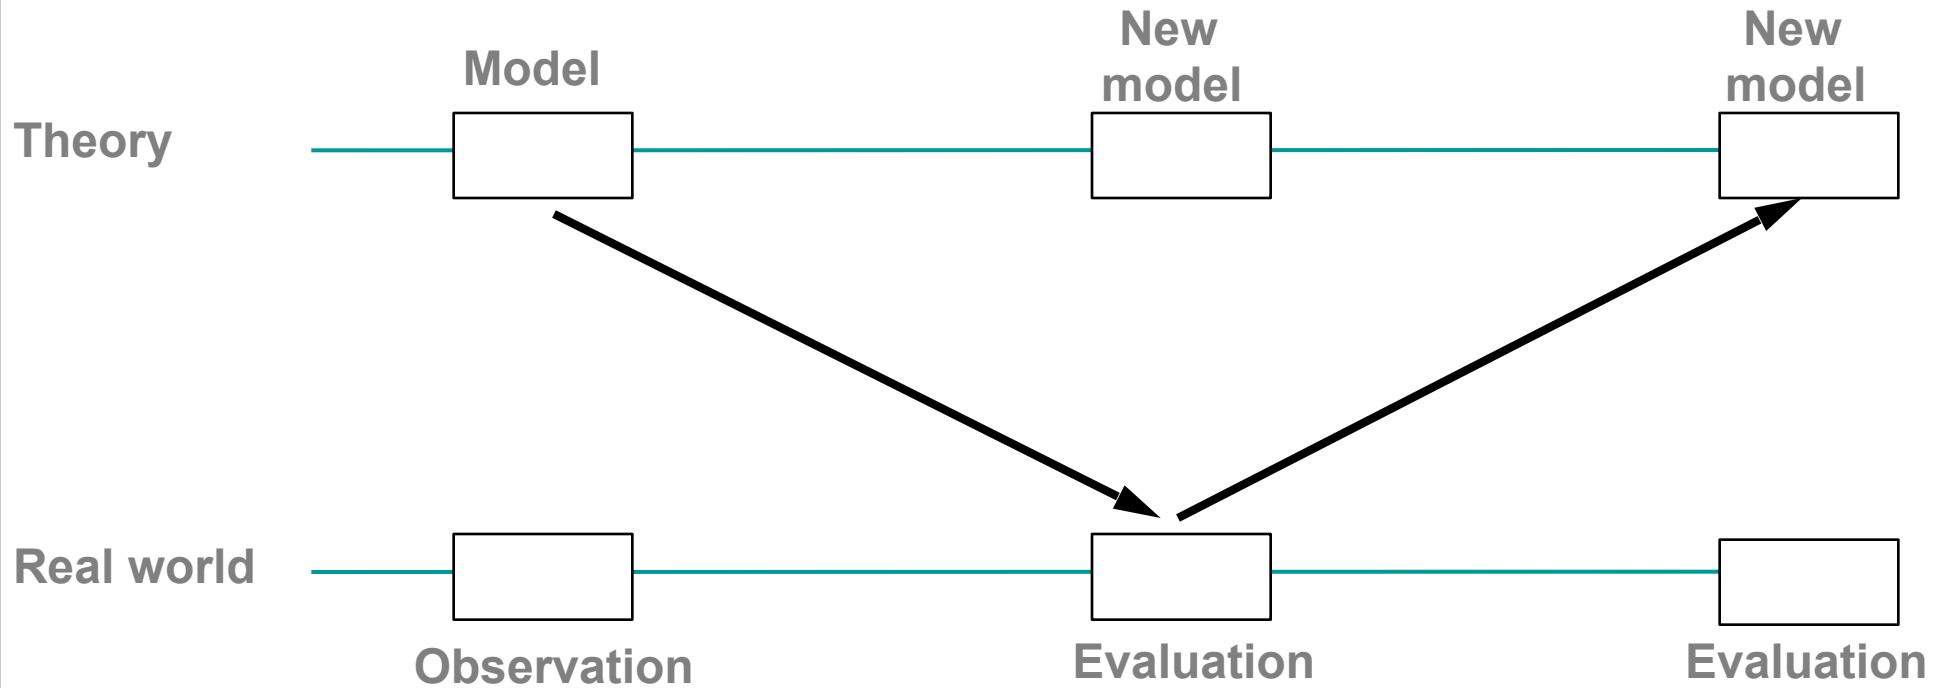 Model
New
model
New
model
Theory
Real world
Observation
Evaluation
Evaluation